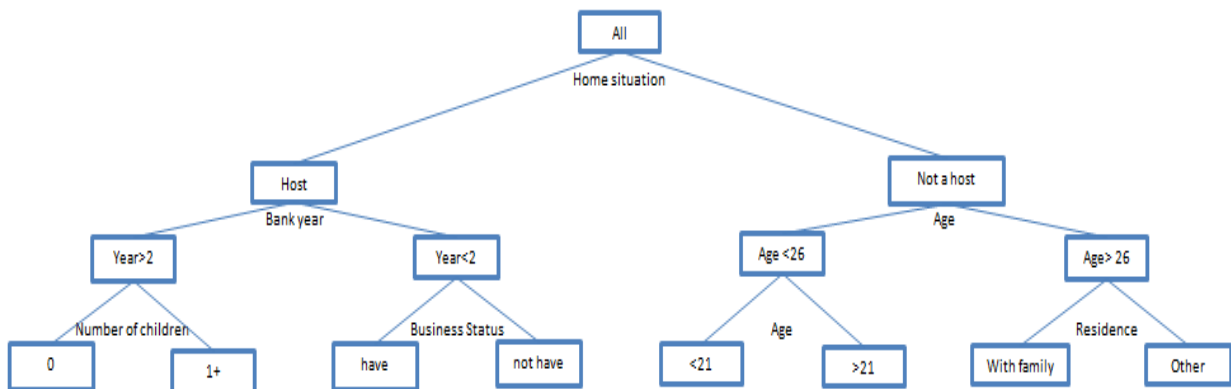 All
Home situation
Host
Not a host
Bank year
Age
Year>2
Year<2
Age <26
Age> 26
Number of children
Business Status
Age
Residence
0
1+
have
not have
<21
>21
With family
Other